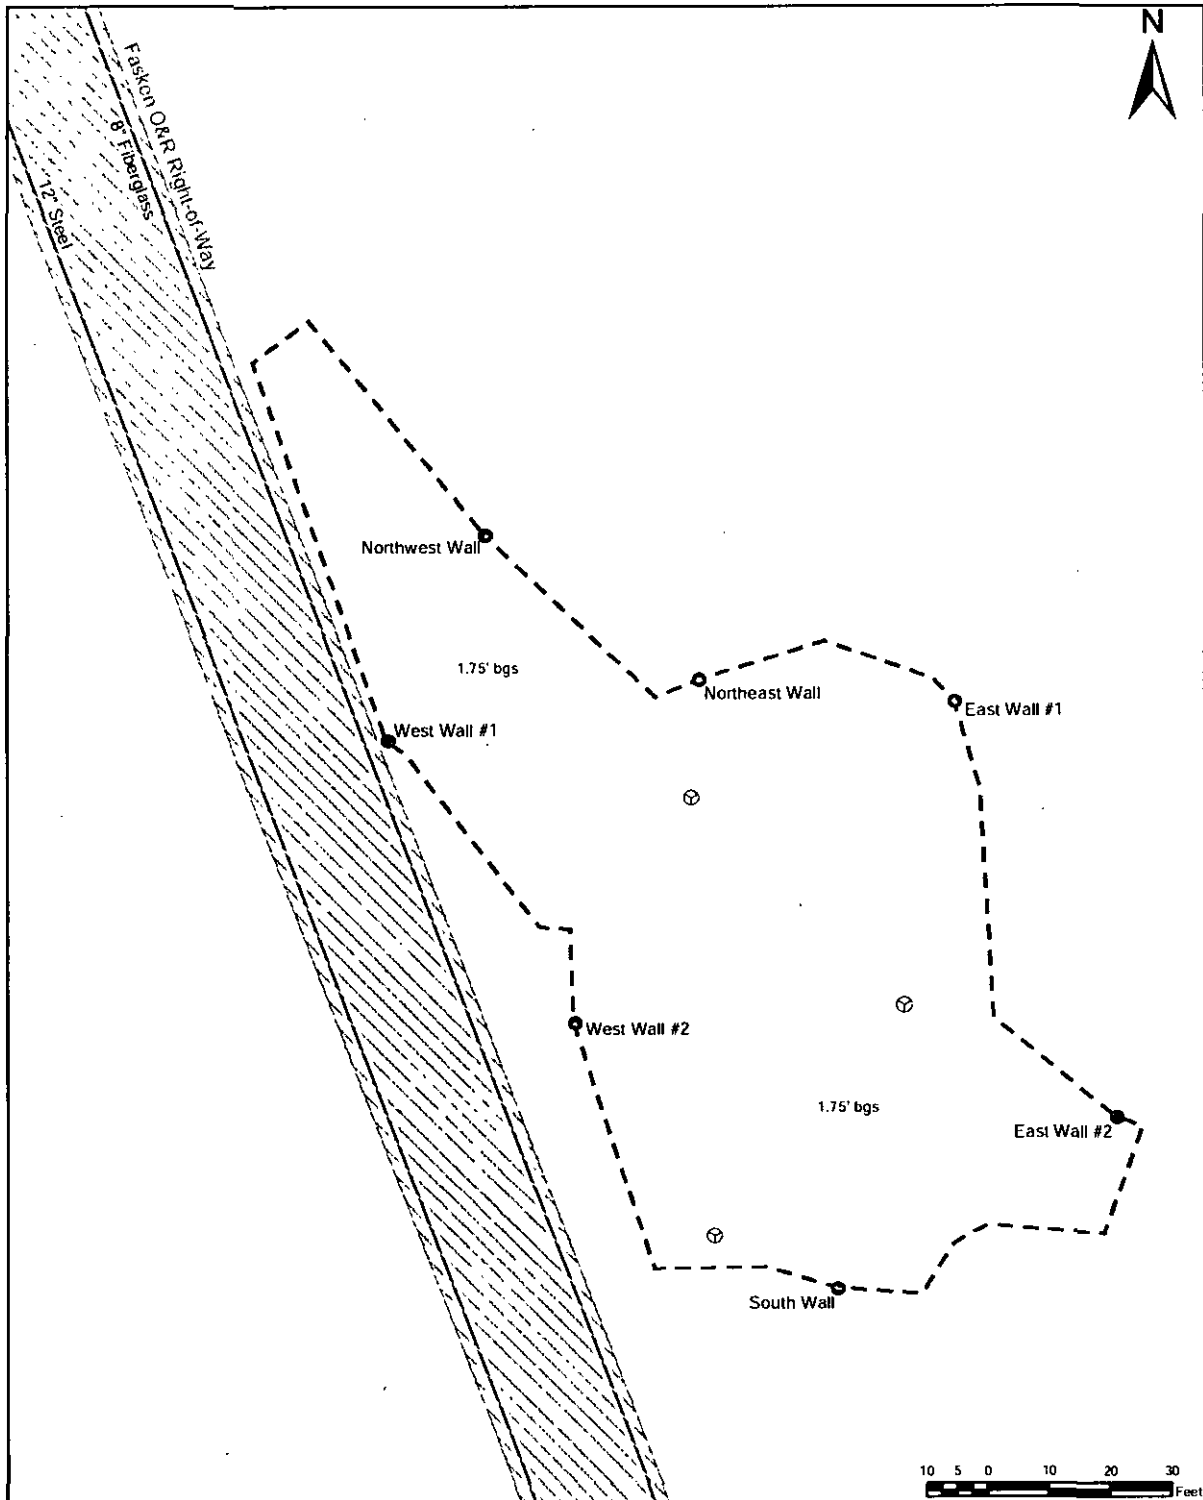 N
Fasken O&R Right-of-Way
8" Fiberglass
12" Steel
Northwest Wall
1.75' bgs
Northeast Wall
East Wall #1
West Wall #1
West Wall #2
1.75' bgs
East Wall #2
South Wall
10 5 0 10 20 30
Feet